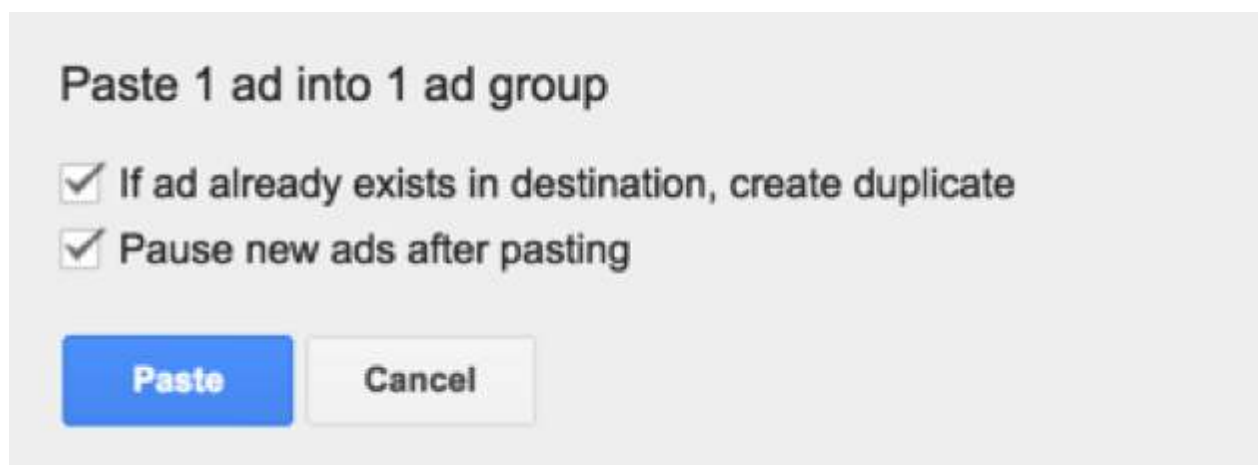 Paste 1 ad into 1 ad group
If ad already exists in destination, create duplicate
Pause new ads after pasting
Paste Cancel